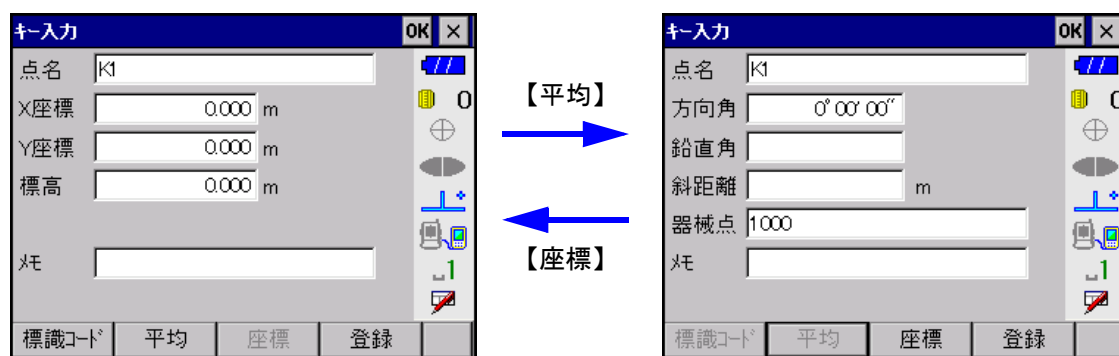 キー入力 OK ×
点名 K1
X座標 0.000 m
Y座標 0.000 m
標高 0.000 m
メモ
0
1
標識コード 平均 座標 登録
【平均】
【座標】
キー入力 OK ×
点名 K1
方向角 0°00′00″
鉛直角
斜距離 m
器械点 1000
メモ
0
1
標識コード 平均 座標 登録